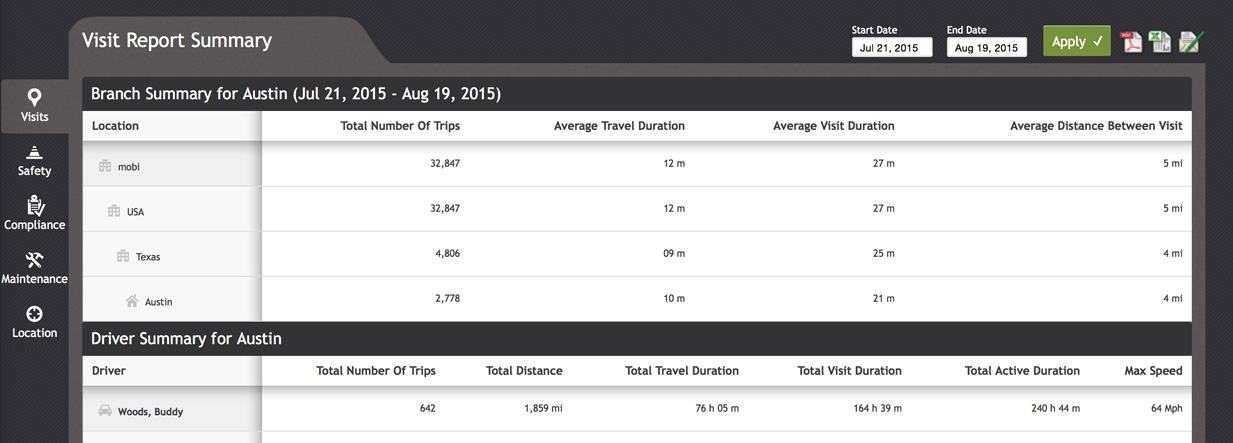 Visit Report Summary
Start Date
End Date
Jul 21, 2015
Aug 19, 2015
Apply ✓
PDF
Visits
Safety
Compliance
Maintenance
Location
Branch Summary for Austin (Jul 21, 2015 - Aug 19, 2015)
Location Total Number Of Trips Average Travel Duration Average Visit Duration Average Distance Between Visit
mobi 32,847 12 m 27 m 5 mi
USA 32,847 12 m 27 m 5 mi
Texas 4,806 09 m 25 m 4 mi
Austin 2,778 10 m 21 m 4 mi
Driver Summary for Austin
Driver Total Number Of Trips Total Distance Total Travel Duration Total Visit Duration Total Active Duration Max Speed
Woods, Buddy 642 1,859 mi 76 h 05 m 164 h 39 m 240 h 44 m 64 Mph